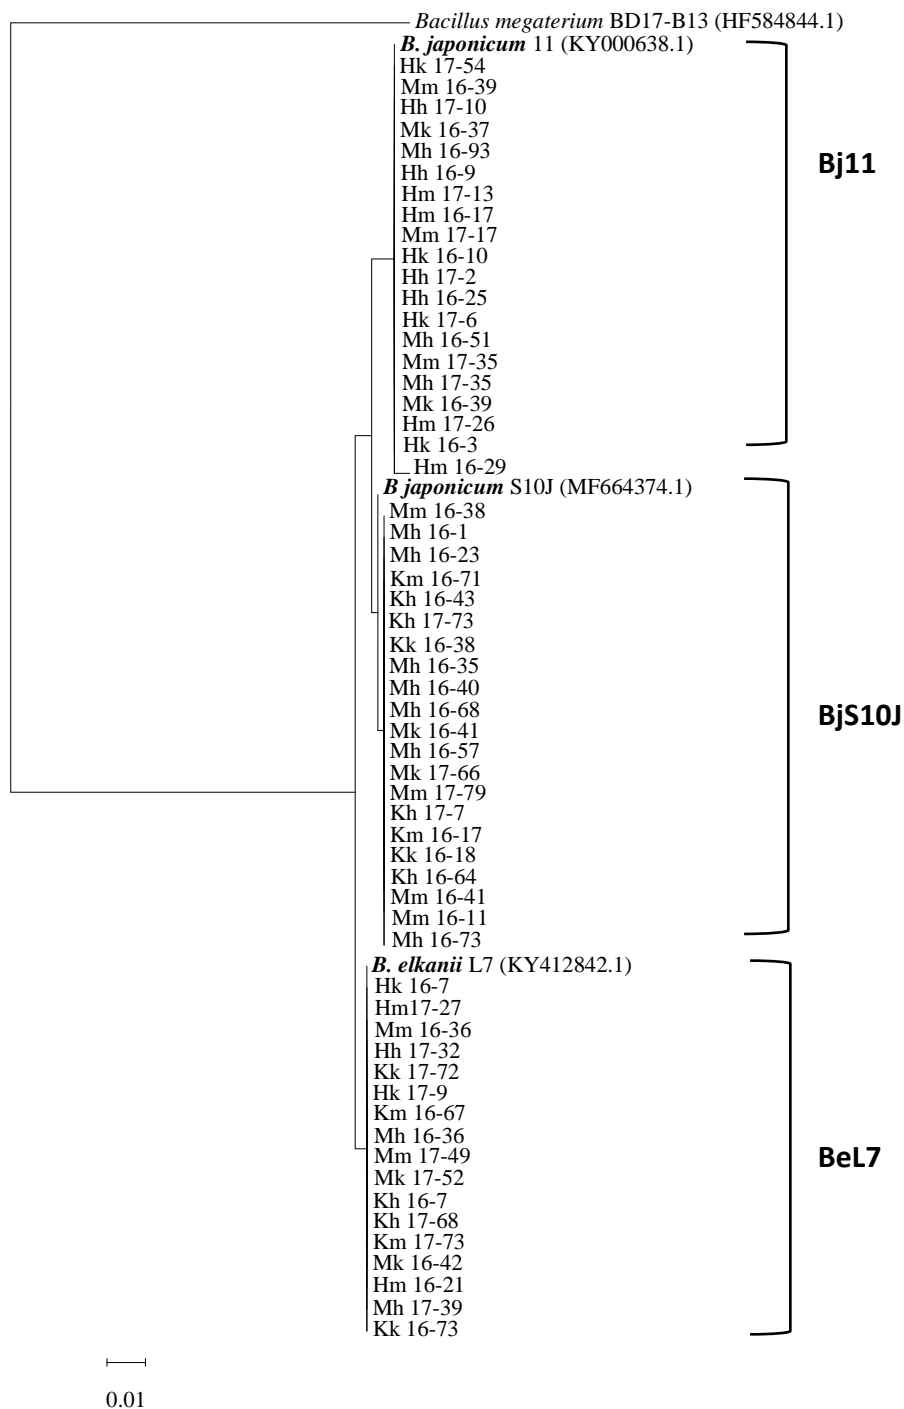 Bacillus megaterium BD17-B13 (HF584844.1)
B. japonicum 11 (KY000638.1)
Hk 17-54
Mm 16-39
Hh 17-10
Mk 16-37
Mh 16-93
Hh 16-9
Hm 17-13
Hm 16-17
Mm 17-17
Hk 16-10
Hh 17-2
Hh 16-25
Hk 17-6
Mh 16-51
Mm 17-35
Mh 17-35
Mk 16-39
Hm 17-26
Hk 16-3
Hm 16-29
Bj11
B japonicum S10J (MF664374.1)
Mm 16-38
Mh 16-1
Mh 16-23
Km 16-71
Kh 16-43
Kh 17-73
Kk 16-38
Mh 16-35
Mh 16-40
Mh 16-68
Mk 16-41
Mh 16-57
Mk 17-66
Mm 17-79
Kh 17-7
Km 16-17
Kk 16-18
Kh 16-64
Mm 16-41
Mm 16-11
Mh 16-73
BjS10J
B. elkanii L7 (KY412842.1)
Hk 16-7
Hm17-27
Mm 16-36
Hh 17-32
Kk 17-72
Hk 17-9
Km 16-67
Mh 16-36
Mm 17-49
Mk 17-52
Kh 16-7
Kh 17-68
Km 17-73
Mk 16-42
Hm 16-21
Mh 17-39
Kk 16-73
BeL7
0.01